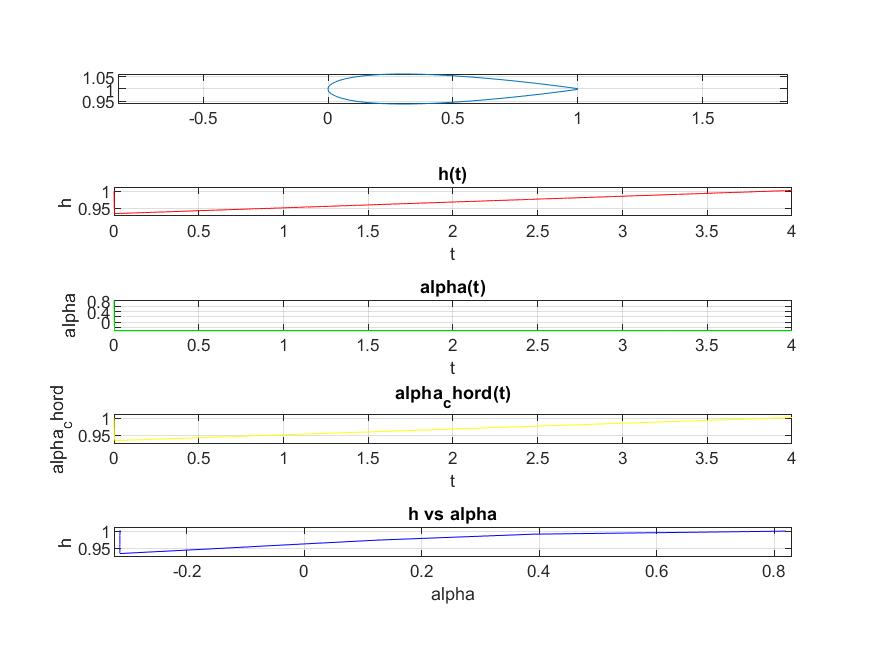 1.05
1
0.95
-0.5 0 0.5 1 1.5
h(t)
1
0.95
h
0 0.5 1 1.5 2 2.5 3 3.5 4
t
alpha(t)
0.8
0.4
0
alpha
0 0.5 1 1.5 2 2.5 3 3.5 4
t
alpha_chord(t)
1
0.95
alpha_chord
0 0.5 1 1.5 2 2.5 3 3.5 4
t
h vs alpha
1
0.95
h
-0.2 0 0.2 0.4 0.6 0.8
alpha